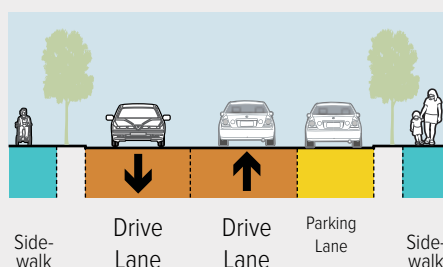 Side-
walk
Drive
Lane
Drive
Lane
Parking
Lane
Side-
walk